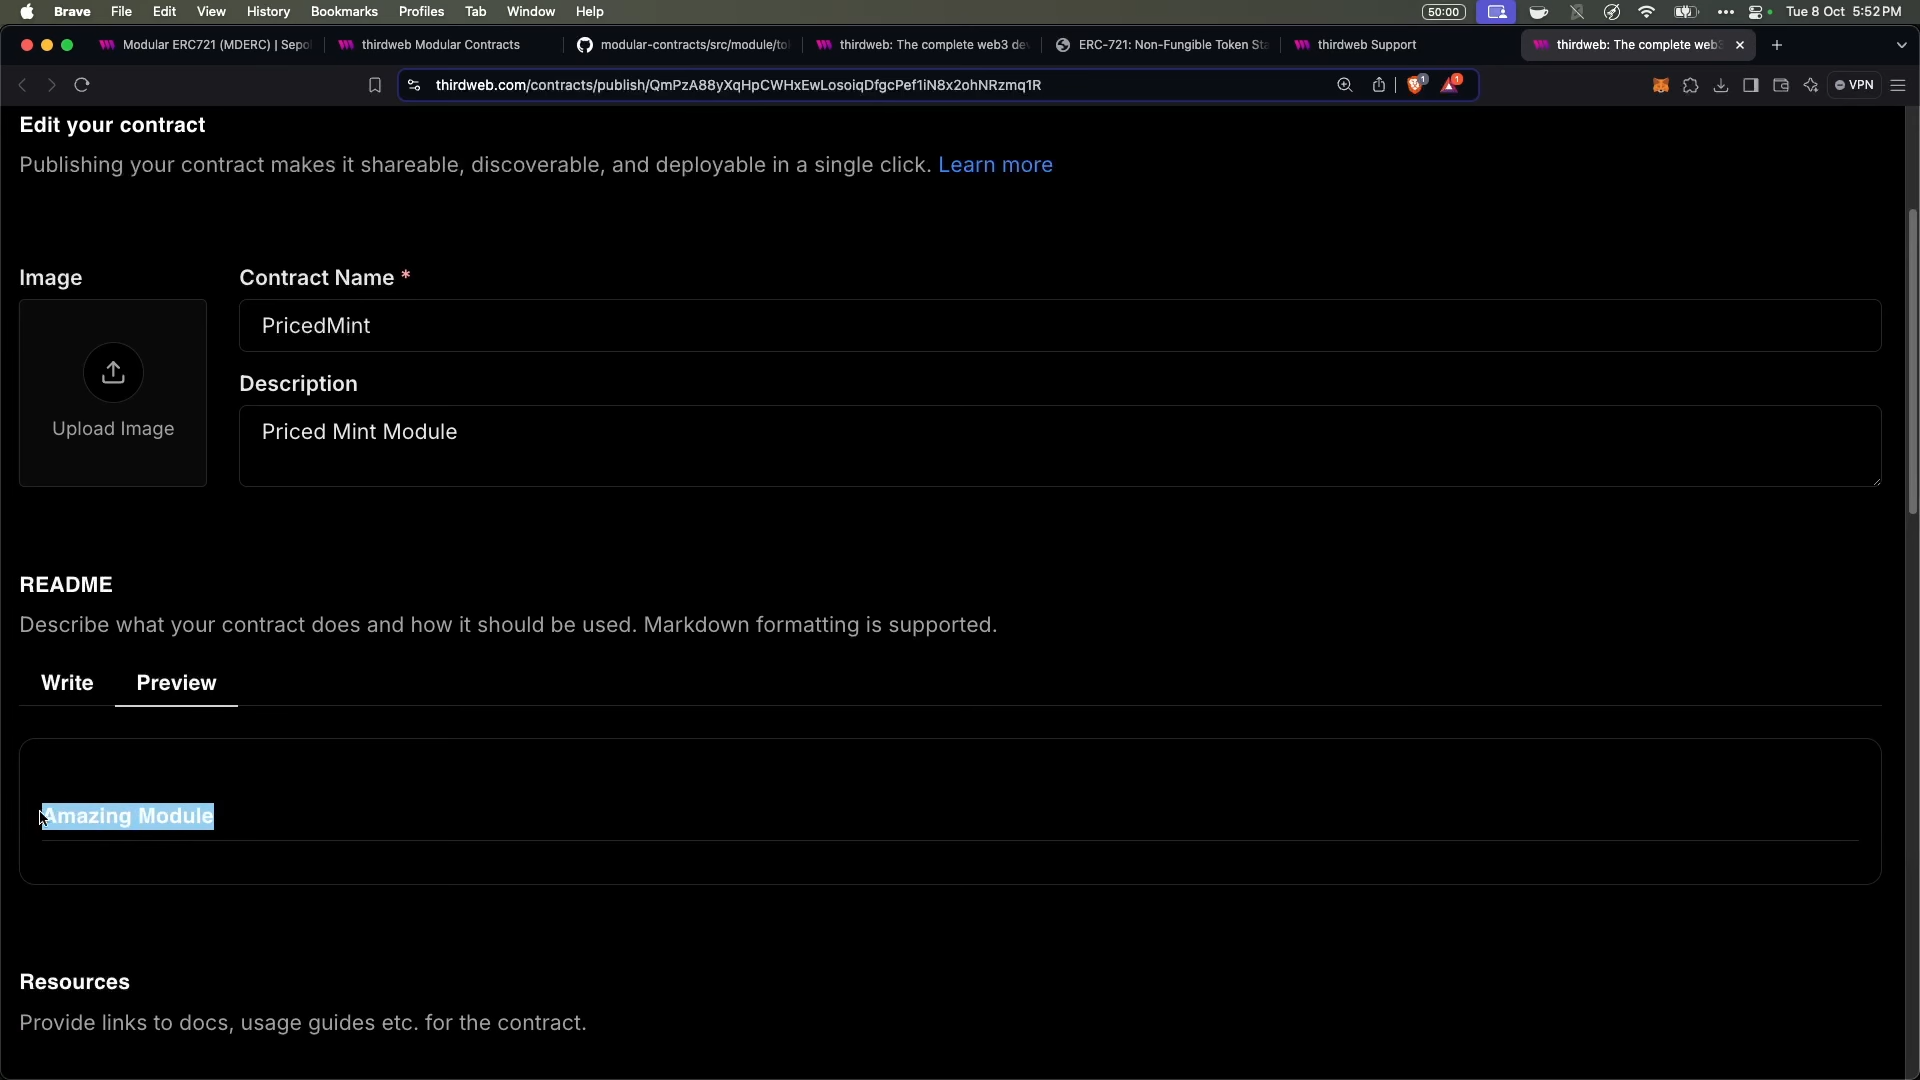 Brave File Edit View History Bookmarks Profiles Tab Window Help 50:00 Tue 8 Oct 5:52PM
Modular ERC721 (MDERC) | Sepol thirdweb Modular Contracts modular-contracts/src/module/to thirdweb: The complete web3 de ERC-721: Non-Fungible Token Sta thirdweb Support thirdweb: The complete web3
thirdweb.com/contracts/publish/QmPzA88yXqHpCWHxEwLosoiqDfgcPef1iN8x2ohNRzmq1R 1 1 VPN
Edit your contract
Publishing your contract makes it shareable, discoverable, and deployable in a single click. Learn more
Image
Contract Name *
PricedMint
Description
Priced Mint Module
Upload Image
README
Describe what your contract does and how it should be used. Markdown formatting is supported.
Write Preview
Amazing Module
Resources
Provide links to docs, usage guides etc. for the contract.